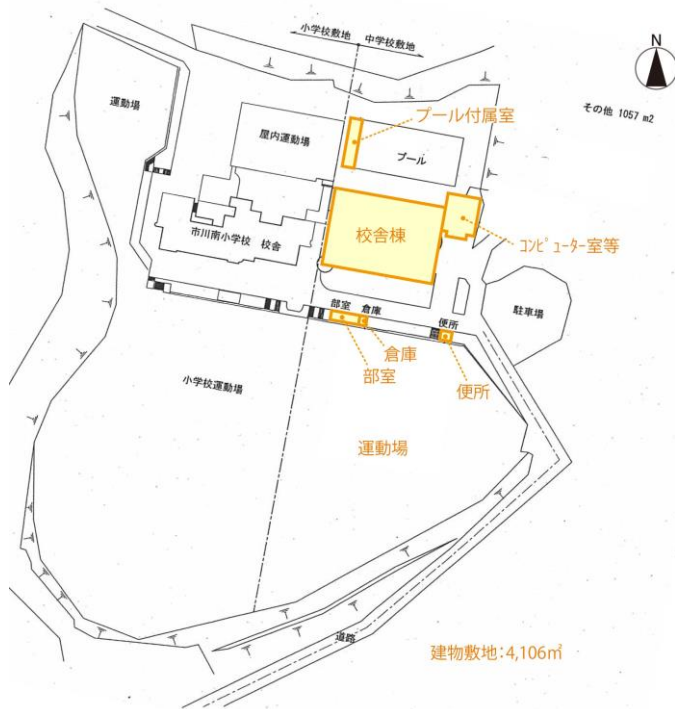 小学校敷地 中学校敷地
N
その他 1057 m2
運動場
プール付属室
屋内運動場
プール
市川南小学校 校舎
校舎棟
コンピューター室等
駐車場
部室 倉庫
便所
倉庫
部室
便所
小学校運動場
運動場
道路
建物敷地:4,106㎡